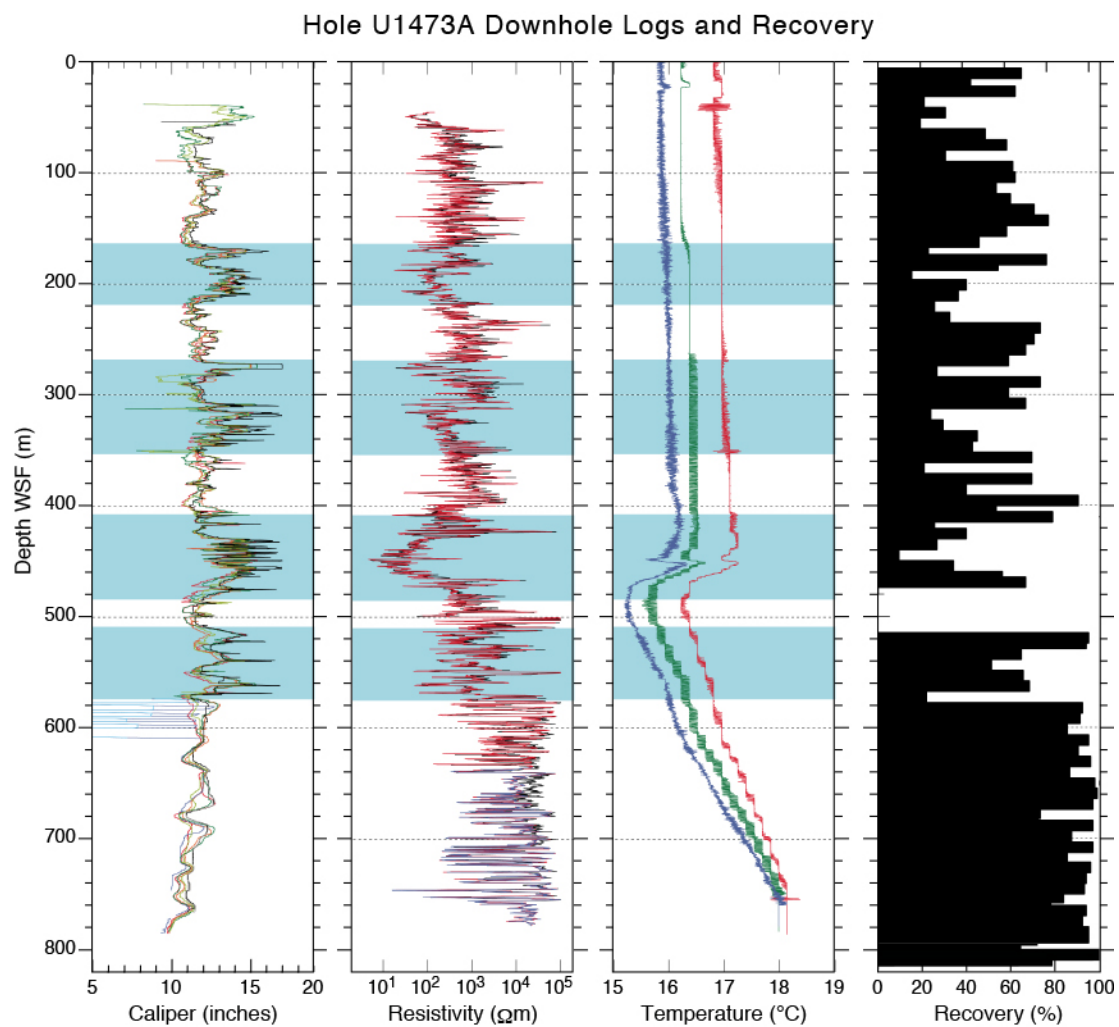 Hole U1473A Downhole Logs and Recovery
0
100
200
300
400
500
600
700
800
Depth WSF (m)
5 10 15 20
Caliper (inches)
10¹ 10² 10³ 10⁴ 10⁵
Resistivity (Ωm)
15 16 17 18 19
Temperature (°C)
0 20 40 60 80 100
Recovery (%)